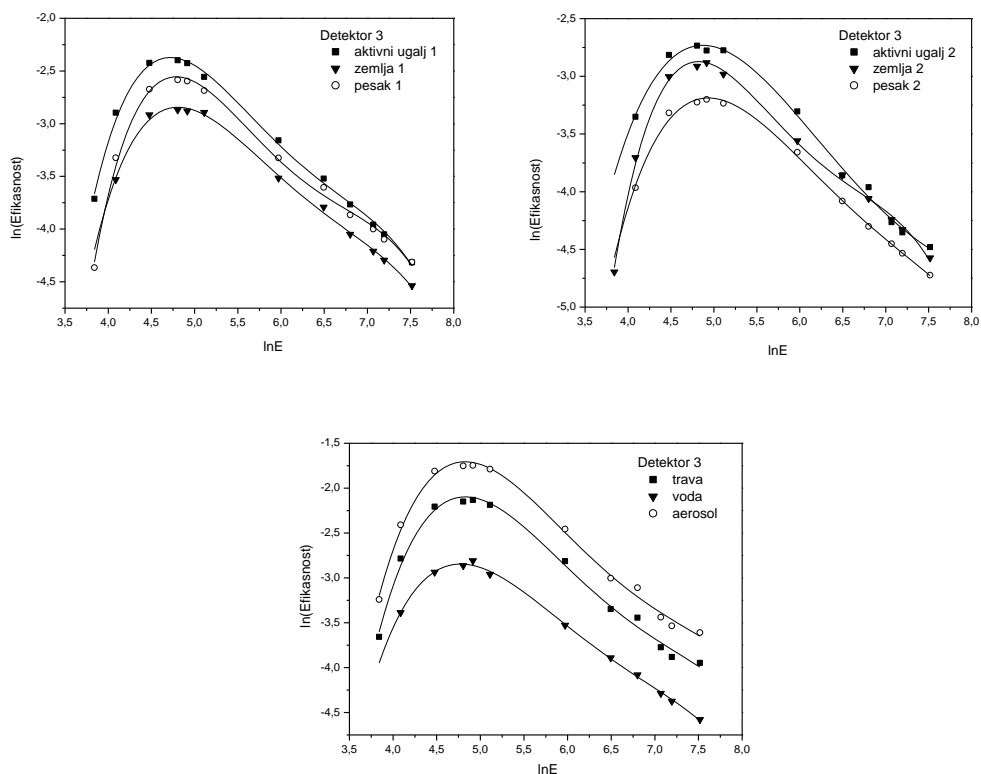 -2,0
-2,5
-3,0
-3,5
-4,0
-4,5
ln(Efikasnost)
Detektor 3
aktivni ugalj 1
zemlja 1
pesak 1
3,5 4,0 4,5 5,0 5,5 6,0 6,5 7,0 7,5 8,0
lnE
-2,5
-3,0
-3,5
-4,0
-4,5
-5,0
ln(Efikasnost)
Detektor 3
aktivni ugalj 2
zemlja 2
pesak 2
3,5 4,0 4,5 5,0 5,5 6,0 6,5 7,0 7,5 8,0
lnE
-1,5
-2,0
-2,5
-3,0
-3,5
-4,0
-4,5
ln(Efikasnost)
Detektor 3
trava
voda
aerosol
3,5 4,0 4,5 5,0 5,5 6,0 6,5 7,0 7,5 8,0
lnE